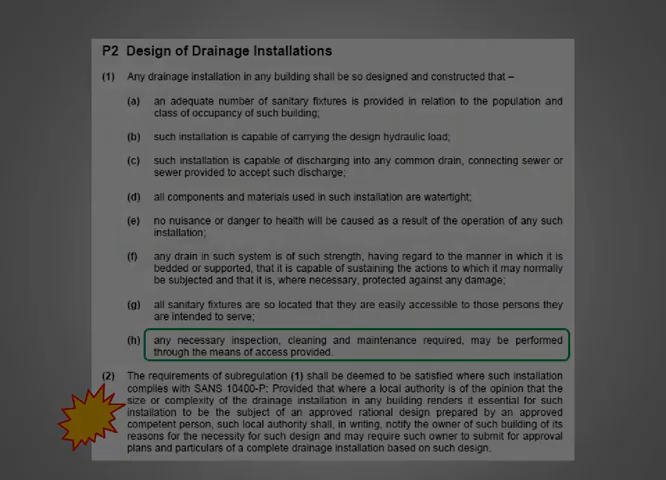 P2 Design of Drainage Installations
(1) Any drainage installation in any building shall be so designed and constructed that –
(a) an adequate number of sanitary fixtures is provided in relation to the population and
class of occupancy of such building;
(b) such installation is capable of carrying the design hydraulic load;
(c) such installation is capable of discharging into any common drain, connecting sewer or
sewer provided to accept such discharge;
(d) all components and materials used in such installation are watertight;
(e) no nuisance or danger to health will be caused as a result of the operation of any such
installation;
(f) any drain in such system is of such strength, having regard to the manner in which it is
bedded or supported, that it is capable of sustaining the actions to which it may normally
be subjected and that it is, where necessary, protected against any damage;
(g) all sanitary fixtures are so located that they are easily accessible to those persons they
are intended to serve;
(h) any necessary inspection, cleaning and maintenance required, may be performed
through the means of access provided.
(2) The requirements of subregulation (1) shall be deemed to be satisfied where such installation
complies with SANS 10400-P: Provided that where a local authority is of the opinion that the
size or complexity of the drainage installation in any building renders it essential for such
installation to be the subject of an approved rational design prepared by an approved
competent person, such local authority shall, in writing, notify the owner of such building of its
reasons for the necessity for such design and may require such owner to submit for approval
plans and particulars of a complete drainage installation based on such design.